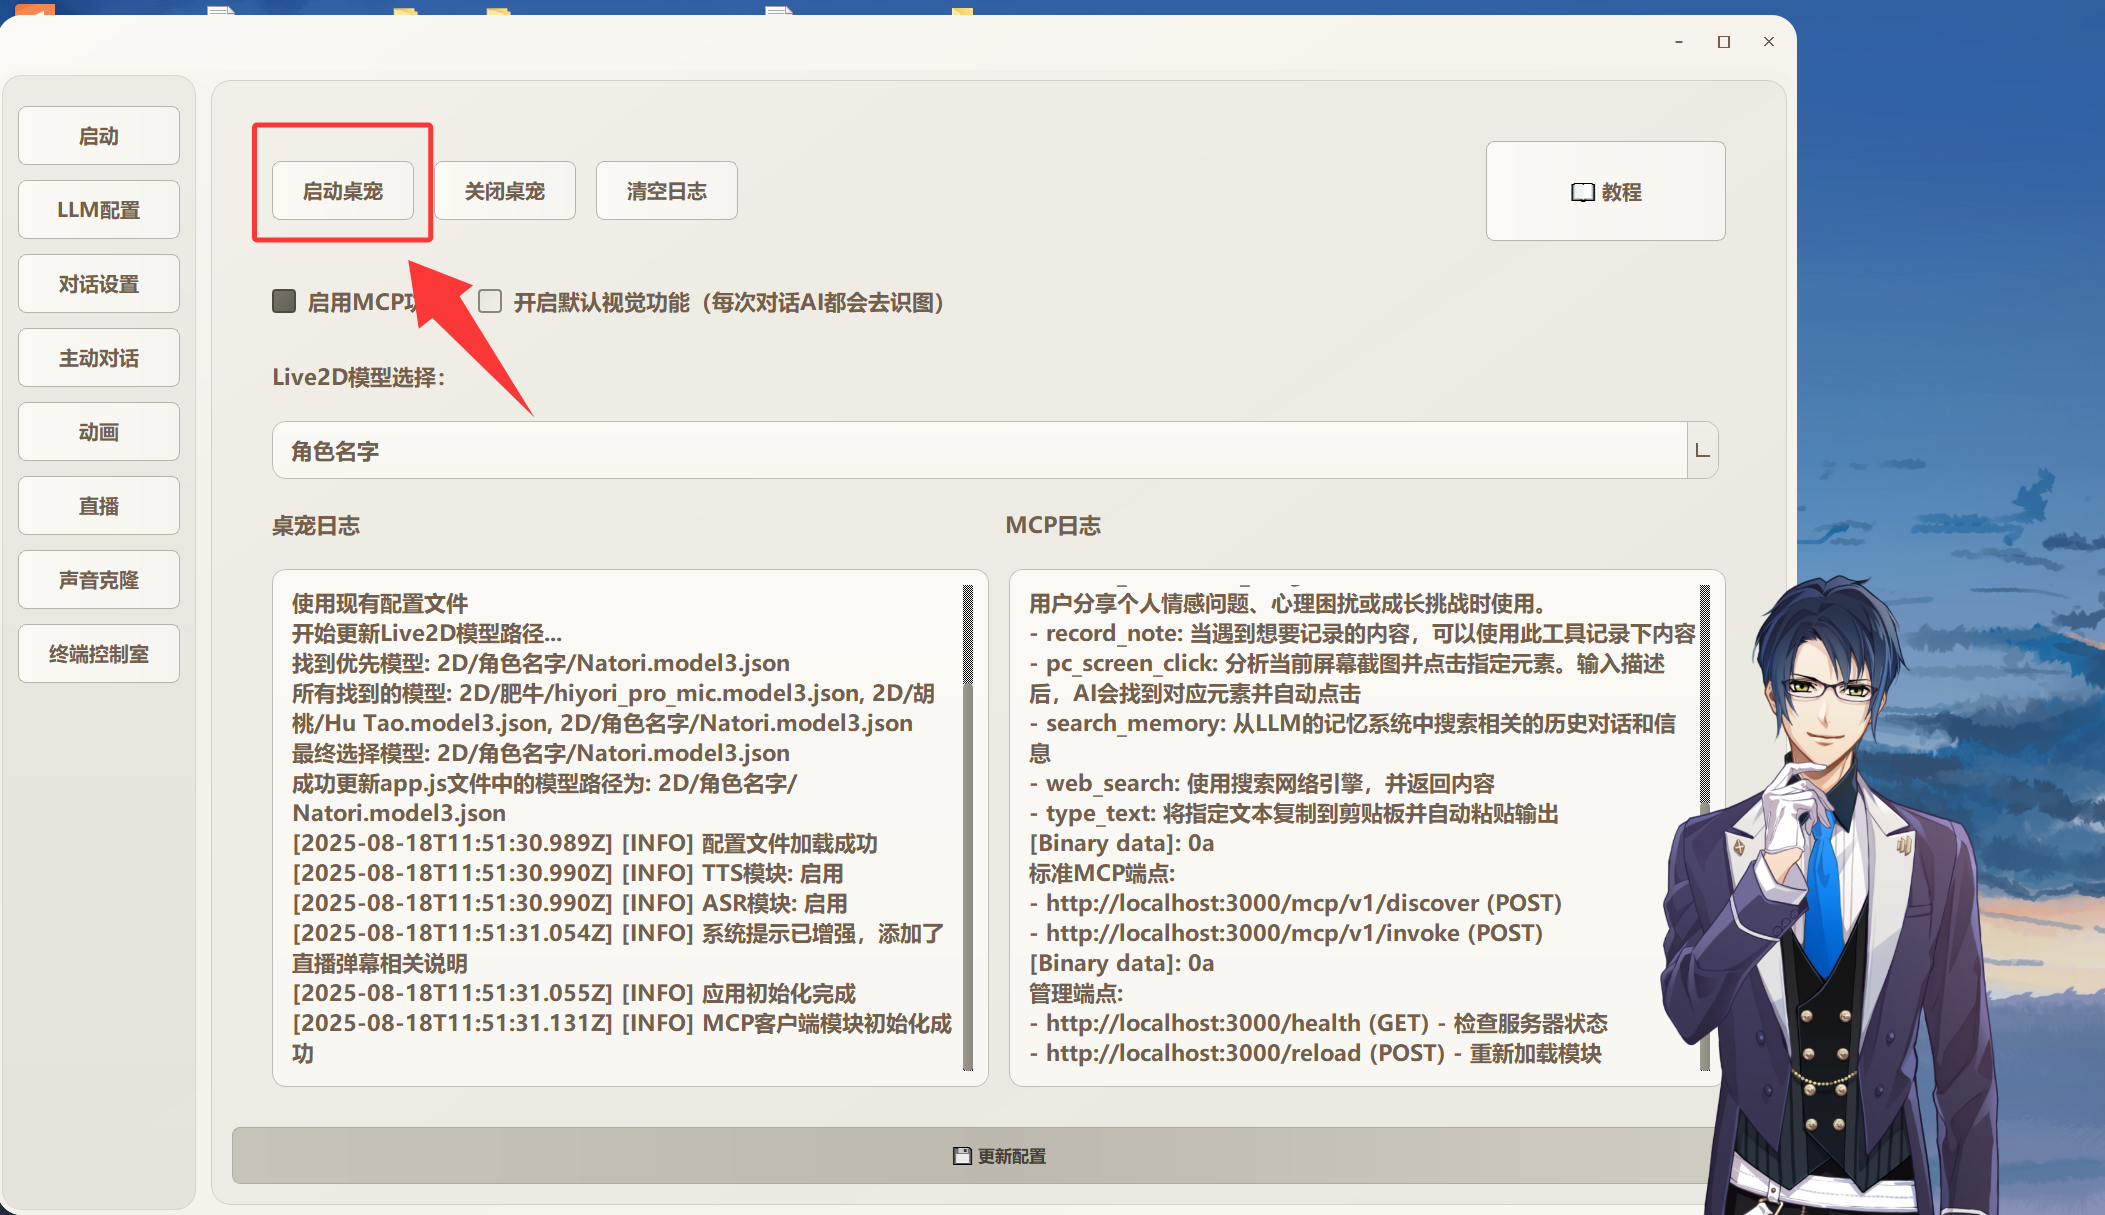 启动
LLM配置
对话设置
主动对话
动画
直播
声音克隆
终端控制室
启动桌宠
关闭桌宠
清空日志
教程
启用MCP
开启默认视觉功能（每次对话AI都会去识图）
Live2D模型选择：
角色名字
桌宠日志
使用现有配置文件
开始更新Live2D模型路径...
找到优先模型: 2D/角色名字/Natori.model3.json
所有找到的模型: 2D/肥牛/hiyori_pro_mic.model3.json, 2D/胡
桃/Hu Tao.model3.json, 2D/角色名字/Natori.model3.json
最终选择模型: 2D/角色名字/Natori.model3.json
成功更新app.js文件中的模型路径为: 2D/角色名字/
Natori.model3.json
[2025-08-18T11:51:30.989Z] [INFO] 配置文件加载成功
[2025-08-18T11:51:30.990Z] [INFO] TTS模块: 启用
[2025-08-18T11:51:30.990Z] [INFO] ASR模块: 启用
[2025-08-18T11:51:31.054Z] [INFO] 系统提示已增强，添加了
直播弹幕相关说明
[2025-08-18T11:51:31.055Z] [INFO] 应用初始化完成
[2025-08-18T11:51:31.131Z] [INFO] MCP客户端模块初始化成
功
MCP日志
用户分享个人情感问题、心理困扰或成长挑战时使用。
- record_note: 当遇到想要记录的内容，可以使用此工具记录下内容
- pc_screen_click: 分析当前屏幕截图并点击指定元素。输入描述
后，AI会找到对应元素并自动点击
- search_memory: 从LLM的记忆系统中搜索相关的历史对话和信
息
- web_search: 使用搜索网络引擎，并返回内容
- type_text: 将指定文本复制到剪贴板并自动粘贴输出
[Binary data]: 0a
标准MCP端点:
- http://localhost:3000/mcp/v1/discover (POST)
- http://localhost:3000/mcp/v1/invoke (POST)
[Binary data]: 0a
管理端点:
- http://localhost:3000/health (GET) - 检查服务器状态
- http://localhost:3000/reload (POST) - 重新加载模块
更新配置